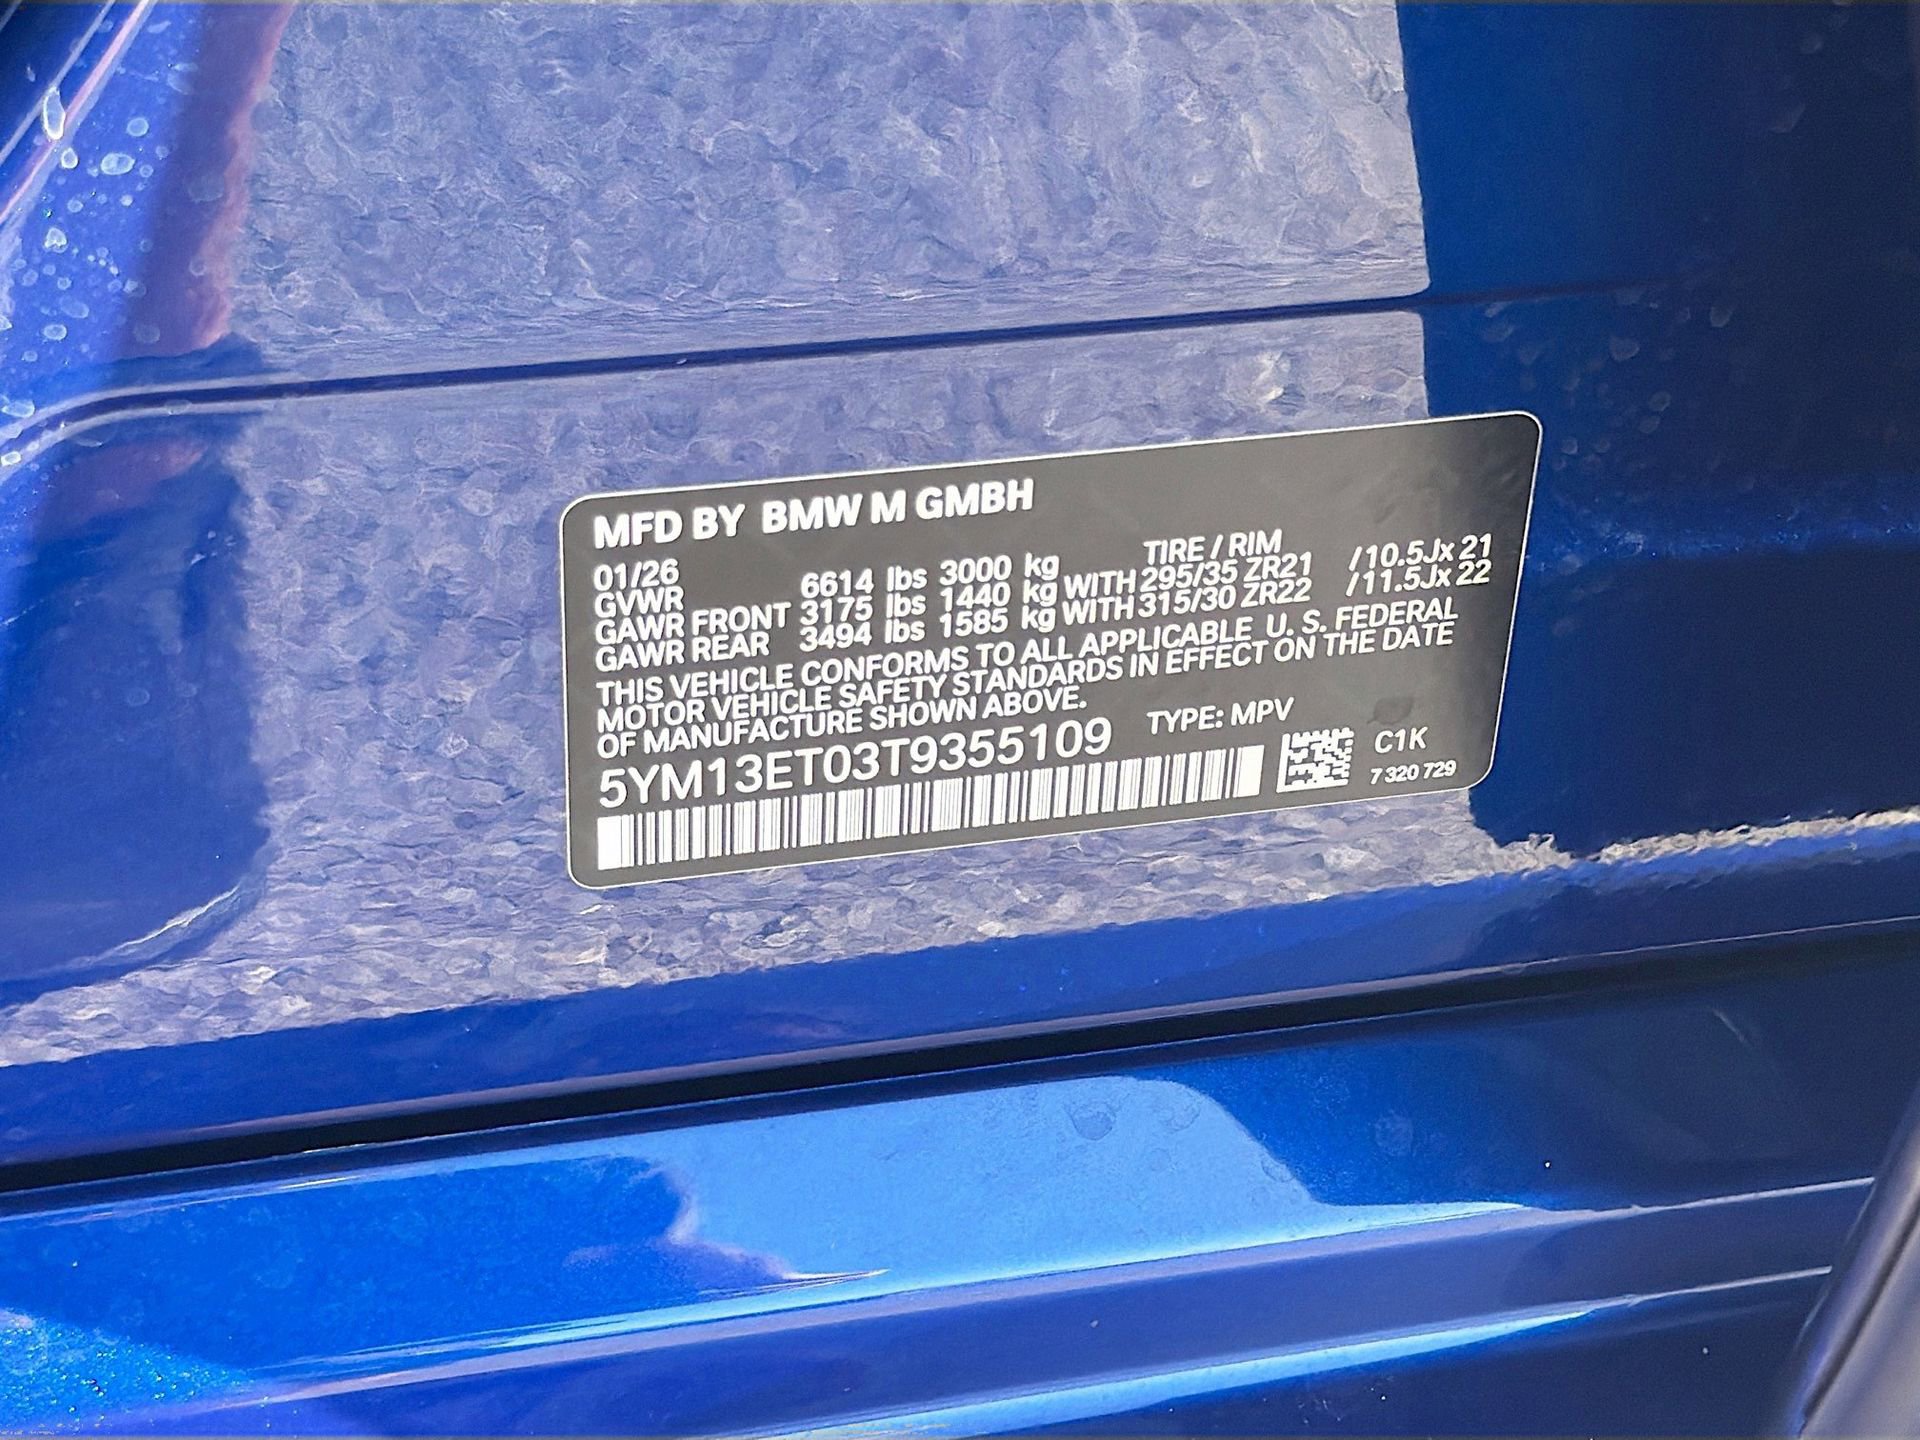 MFD BY BMW M GMBH
01/26 TIRE / RIM
GVWR 6614 lbs 3000 kg
GAWR FRONT 3175 lbs 1440 kg WITH 295/35 ZR21 /10.5Jx 21
GAWR REAR 3494 lbs 1585 kg WITH 315/30 ZR22 /11.5Jx 22
THIS VEHICLE CONFORMS TO ALL APPLICABLE U. S. FEDERAL
MOTOR VEHICLE SAFETY STANDARDS IN EFFECT ON THE DATE
OF MANUFACTURE SHOWN ABOVE.
5YM13ET03T9355109 TYPE: MPV
C1K
7 320 729